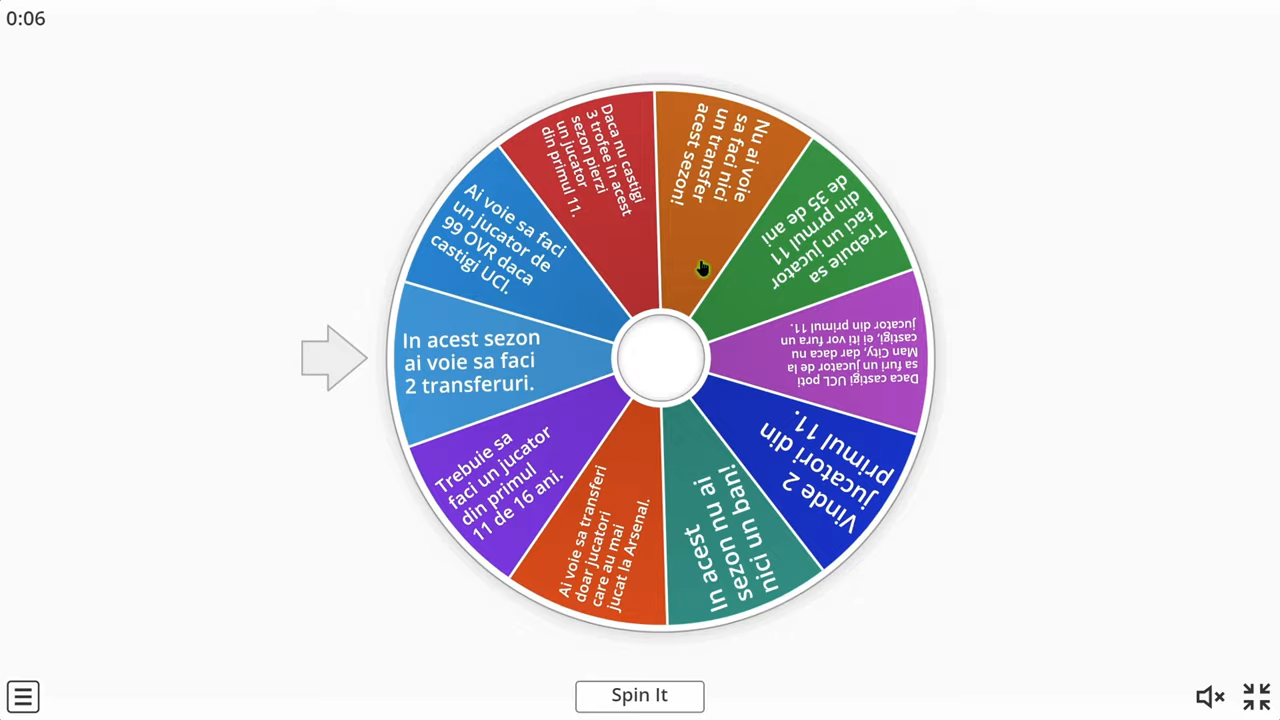 0:06
Daca nu castigi
3 trofee in acest
sezon pierzi
un jucator
din primul 11.
Nu ai voie
sa faci nici
un transfer
acest sezon!
Trebuie sa
faci un jucator
din prmul 11
de 35 de ani
Daca castigi UCL poti
sa furi un jucator de la
Man City, dar daca nu
castigi, ei iti vor fura un
jucator din primul 11.
Vinde 2
jucatori din
primul 11.
In acest
sezon nu ai
nici un ban!
Ai voie sa transferi
doar jucatori
care au mai
jucat la Arsenal.
Trebuie sa
faci un jucator
din primul
11 de 16 ani.
In acest sezon
ai voie sa faci
2 transferuri.
Ai voie sa faci
un jucator de
99 OVR daca
castigi UCL.
Spin It